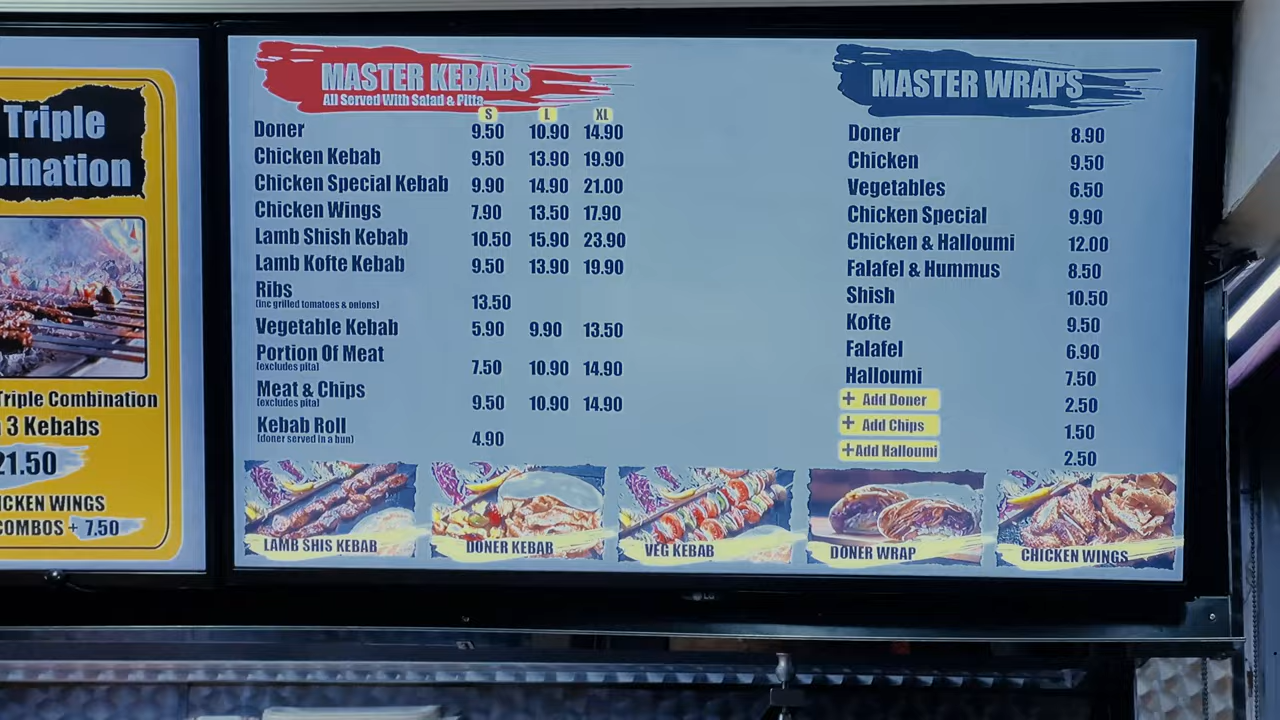 Triple
bination
Triple Combination
3 Kebabs
21.50
ICKEN WINGS
COMBOS + 7.50
MASTER KEBABS
All Served With Salad & Pitta
S L XL
Doner 9.50 10.90 14.90
Chicken Kebab 9.50 13.90 19.90
Chicken Special Kebab 9.90 14.90 21.00
Chicken Wings 7.90 13.50 17.90
Lamb Shish Kebab 10.50 15.90 23.90
Lamb Kofte Kebab 9.50 13.90 19.90
Ribs
(inc grilled tomatoes & onions) 13.50
Vegetable Kebab 5.90 9.90 13.50
Portion Of Meat
(excludes pita) 7.50 10.90 14.90
Meat & Chips
(excludes pita) 9.50 10.90 14.90
Kebab Roll
(doner served in a bun) 4.90
MASTER WRAPS
Doner 8.90
Chicken 9.50
Vegetables 6.50
Chicken Special 9.90
Chicken & Halloumi 12.00
Falafel & Hummus 8.50
Shish 10.50
Kofte 9.50
Falafel 6.90
Halloumi 7.50
+ Add Doner 2.50
+ Add Chips 1.50
+Add Halloumi 2.50
LAMB SHIS KEBAB
DONER KEBAB
VEG KEBAB
DONER WRAP
CHICKEN WINGS
LG